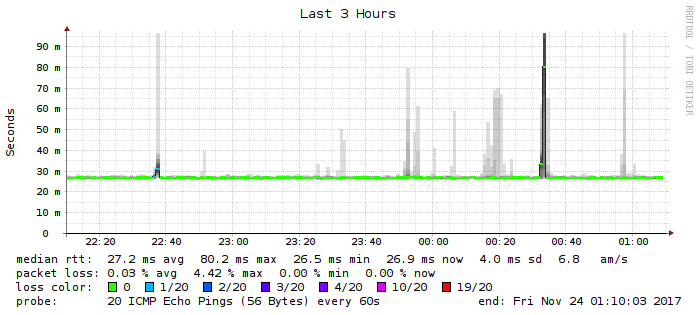 Last 3 Hours
RRDTOOL / TOBI OETIKER
Seconds
90 m
80 m
70 m
60 m
50 m
40 m
30 m
20 m
10 m
0
22:20 22:40 23:00 23:20 23:40 00:00 00:20 00:40 01:00
median rtt: 27.2 ms avg 80.2 ms max 26.5 ms min 26.9 ms now 4.0 ms sd 6.8 am/s
packet loss: 0.03 % avg 4.42 % max 0.00 % min 0.00 % now
loss color: 0 1/20 2/20 3/20 4/20 10/20 19/20
probe: 20 ICMP Echo Pings (56 Bytes) every 60s end: Fri Nov 24 01:10:03 2017